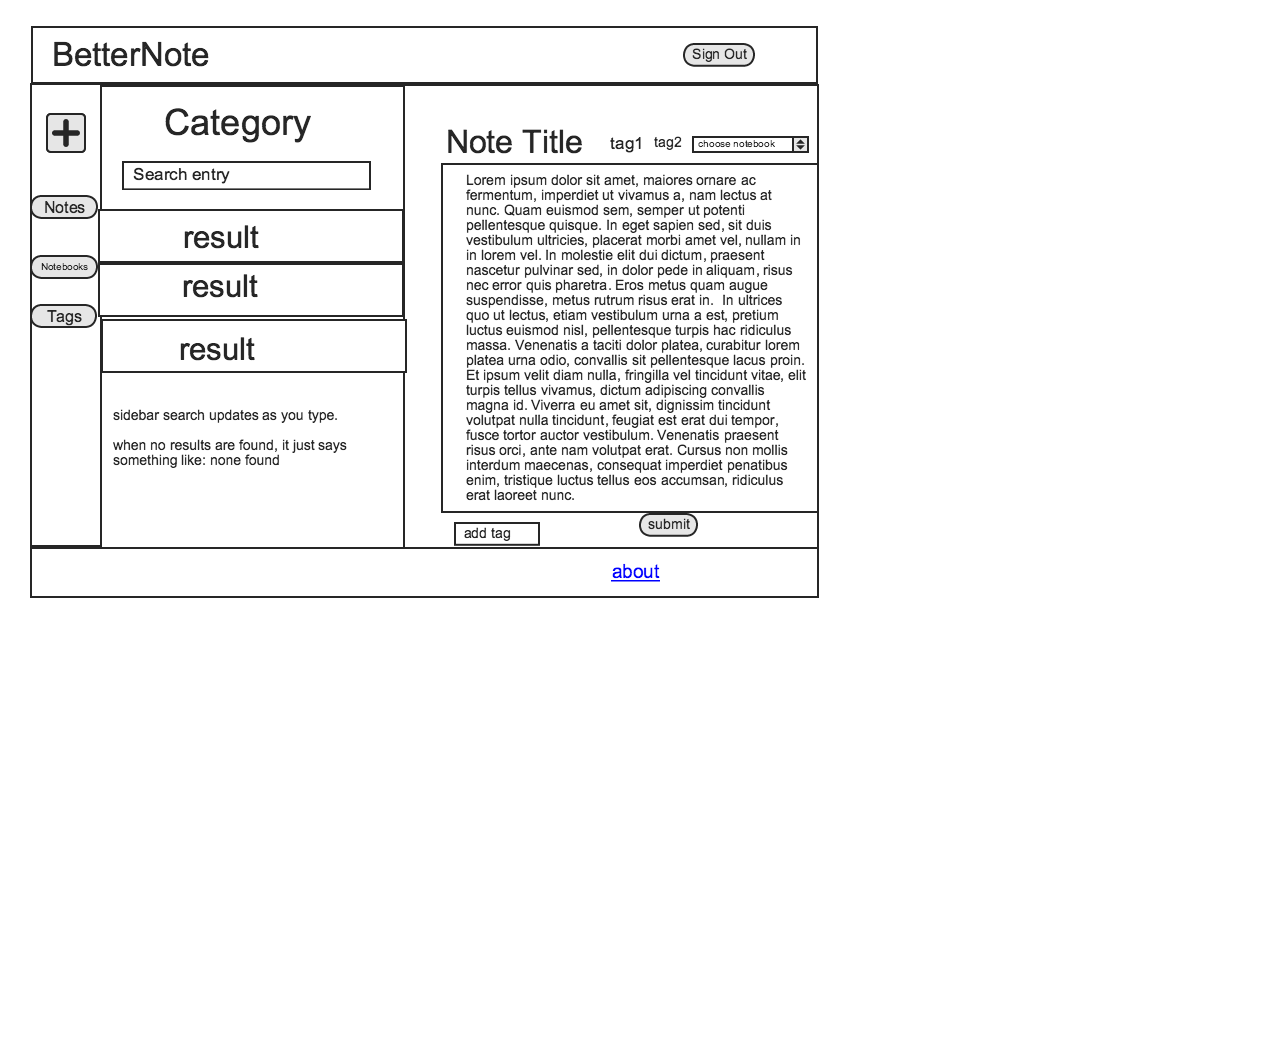 BetterNote
Sign Out
Category
Search entry
Notes
Notebooks
Tags
result
result
result
sidebar search updates as you type.
when no results are found, it just says
something like: none found
Note Title
tag1
tag2
choose notebook
Lorem ipsum dolor sit amet, maiores ornare ac
fermentum, imperdiet ut vivamus a, nam lectus at
nunc. Quam euismod sem, semper ut potenti
pellentesque quisque. In eget sapien sed, sit duis
vestibulum ultricies, placerat morbi amet vel, nullam in
in lorem vel. In molestie elit dui dictum, praesent
nascetur pulvinar sed, in dolor pede in aliquam, risus
nec error quis pharetra. Eros metus quam augue
suspendisse, metus rutrum risus erat in.  In ultrices
quo ut lectus, etiam vestibulum urna a est, pretium
luctus euismod nisl, pellentesque turpis hac ridiculus
massa. Venenatis a taciti dolor platea, curabitur lorem
platea urna odio, convallis sit pellentesque lacus proin.
Et ipsum velit diam nulla, fringilla vel tincidunt vitae, elit
turpis tellus vivamus, dictum adipiscing convallis
magna id. Viverra eu amet sit, dignissim tincidunt
volutpat nulla tincidunt, feugiat est erat dui tempor,
fusce tortor auctor vestibulum. Venenatis praesent
risus orci, ante nam volutpat erat. Cursus non mollis
interdum maecenas, consequat imperdiet penatibus
enim, tristique luctus tellus eos accumsan, ridiculus
erat laoreet nunc.
add tag
submit
about